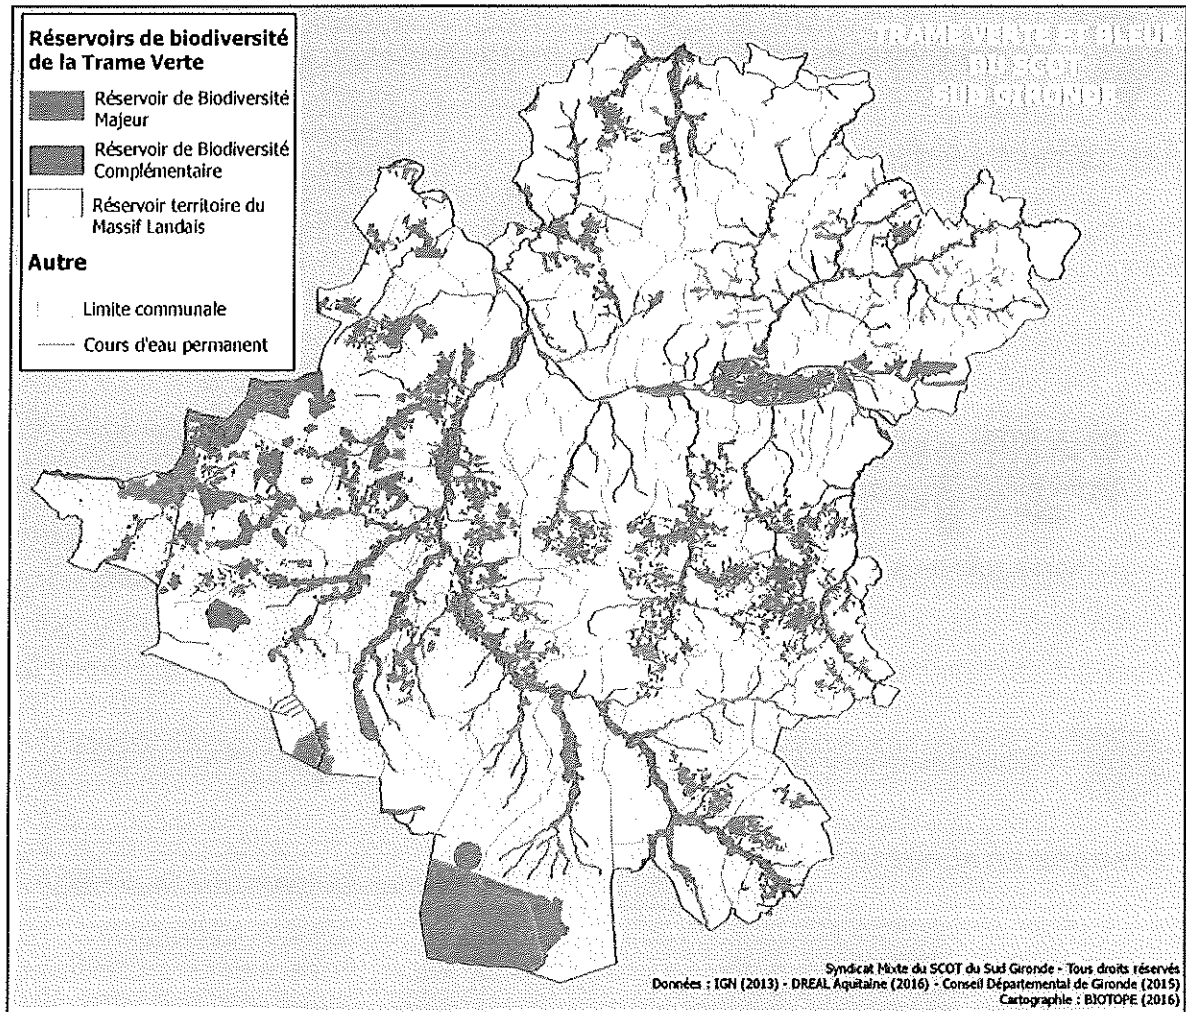 Réservoirs de biodiversité
de la Trame Verte
Réservoir de Biodiversité
Majeur
Réservoir de Biodiversité
Complémentaire
Réservoir territoire du
Massif Landais
Autre
Limite communale
Cours d'eau permanent
TRAME VERTE ET BLEUE
DU SCOT
SUD GIRONDE
Syndicat Mixte du SCOT du Sud Gironde - Tous droits réservés
Données : IGN (2013) - DREAL Aquitaine (2016) - Conseil Départemental de Gironde (2015)
Cartographie : BIOTOPE (2016)